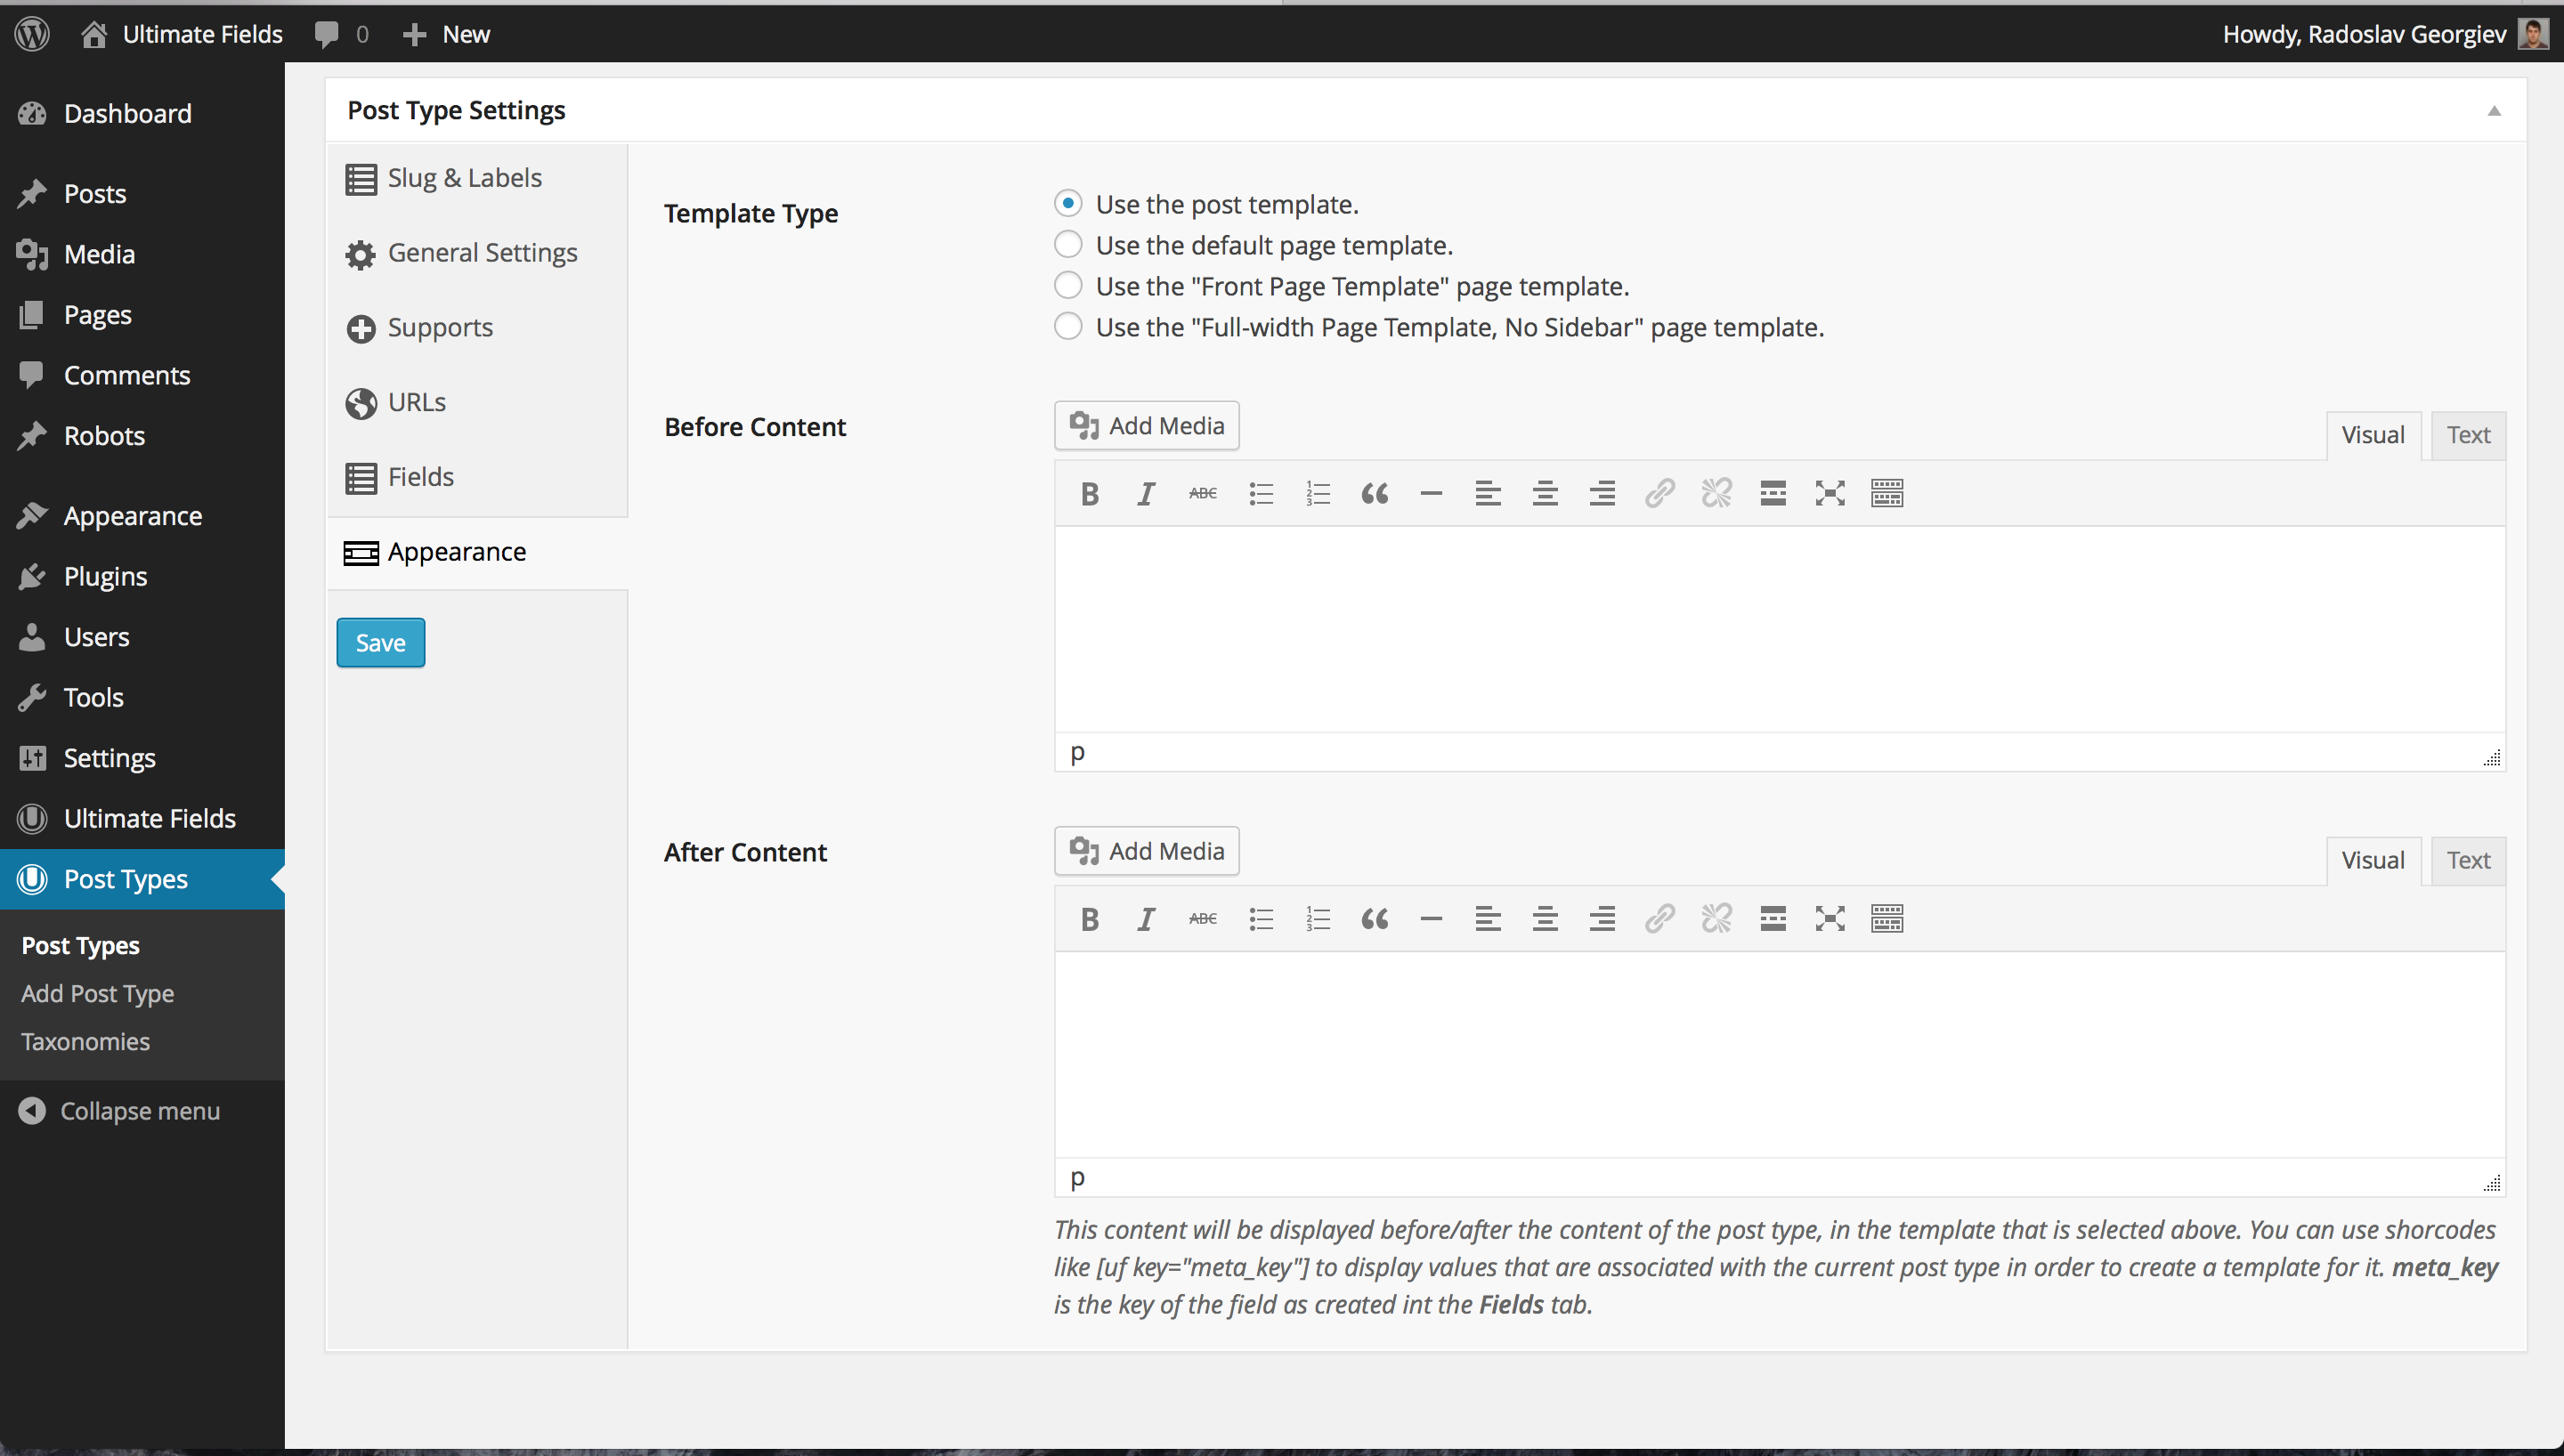 Ultimate Fields 0 New Howdy, Radoslav Georgiev
Dashboard
Posts
Media
Pages
Comments
Robots
Appearance
Plugins
Users
Tools
Settings
Ultimate Fields
Post Types
Post Types
Add Post Type
Taxonomies
Collapse menu
Post Type Settings
Slug & Labels
General Settings
Supports
URLs
Fields
Appearance
Save
Template Type
Use the post template.
Use the default page template.
Use the "Front Page Template" page template.
Use the "Full-width Page Template, No Sidebar" page template.
Before Content
Add Media
Visual Text
B I ABC
p
After Content
Add Media
Visual Text
B I ABC
p
This content will be displayed before/after the content of the post type, in the template that is selected above. You can use shorcodes
like [uf key="meta_key"] to display values that are associated with the current post type in order to create a template for it. meta_key
is the key of the field as created int the Fields tab.